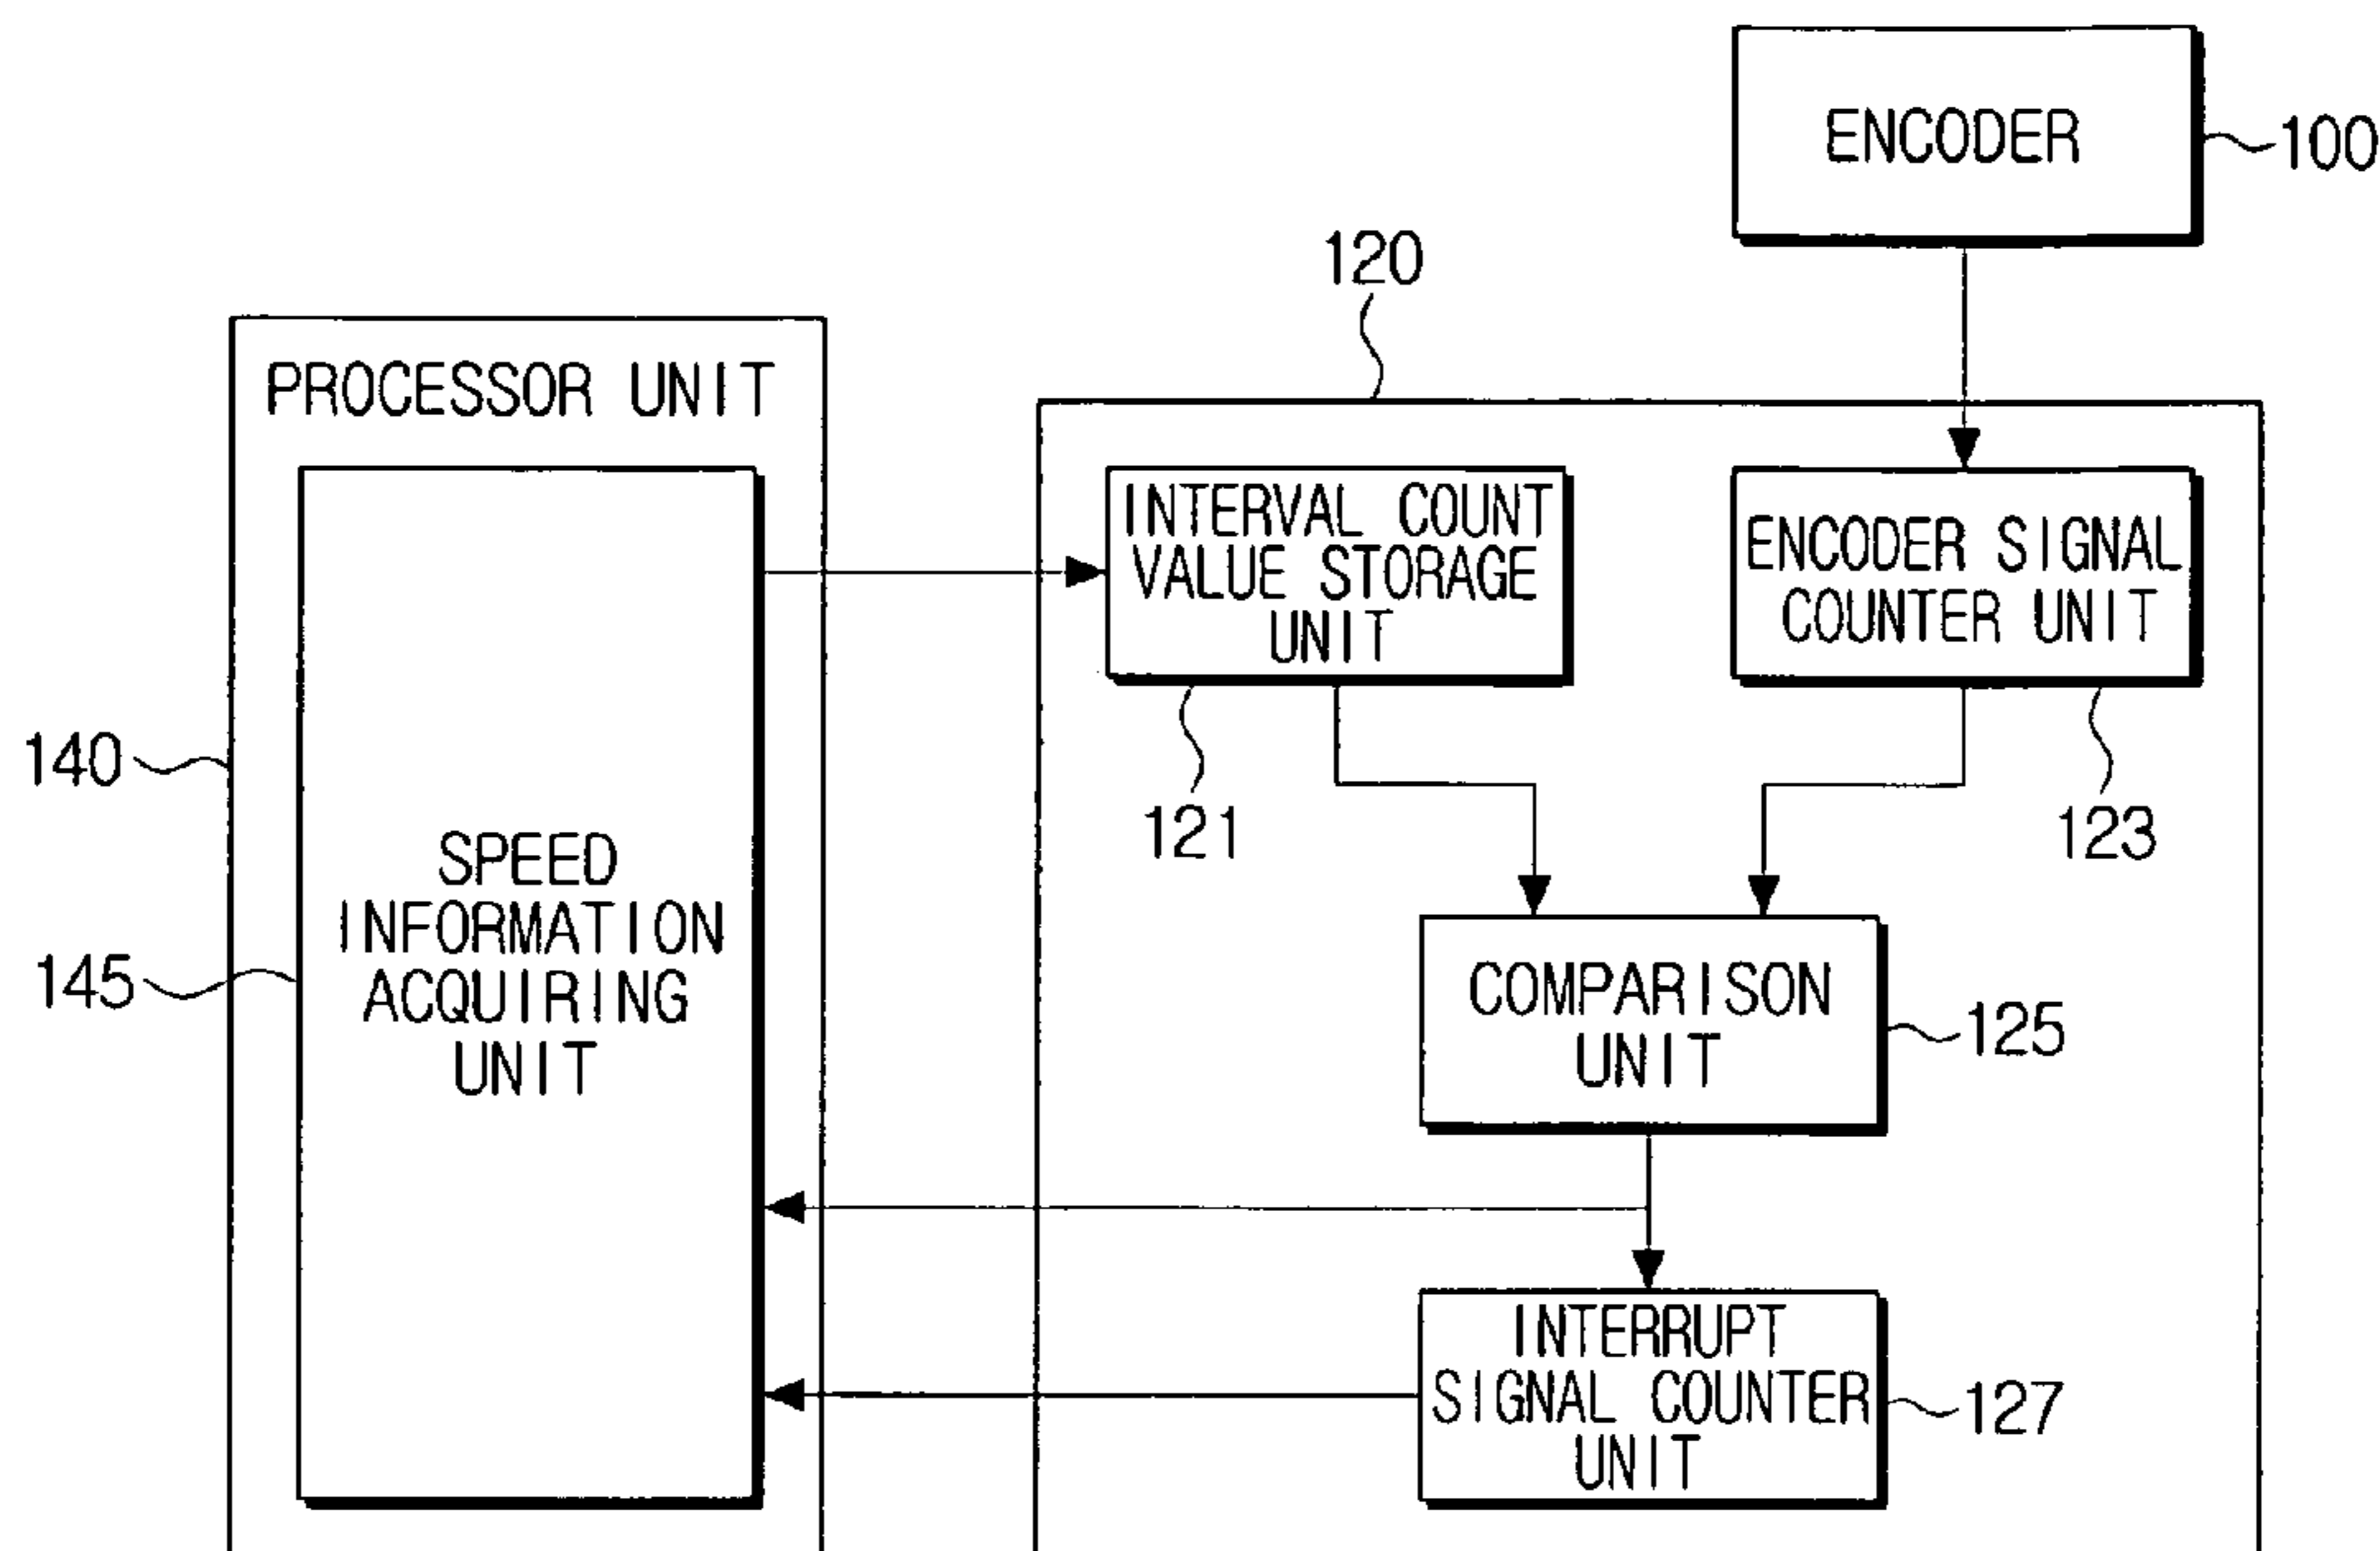 ENCODER
100
120
PROCESSOR UNIT
INTERVAL COUNT
VALUE STORAGE
UNIT
ENCODER SIGNAL
COUNTER UNIT
140
121
123
SPEED
INFORMATION
ACQUIRING
UNIT
145
COMPARISON
UNIT
125
INTERRUPT
SIGNAL COUNTER
UNIT
127